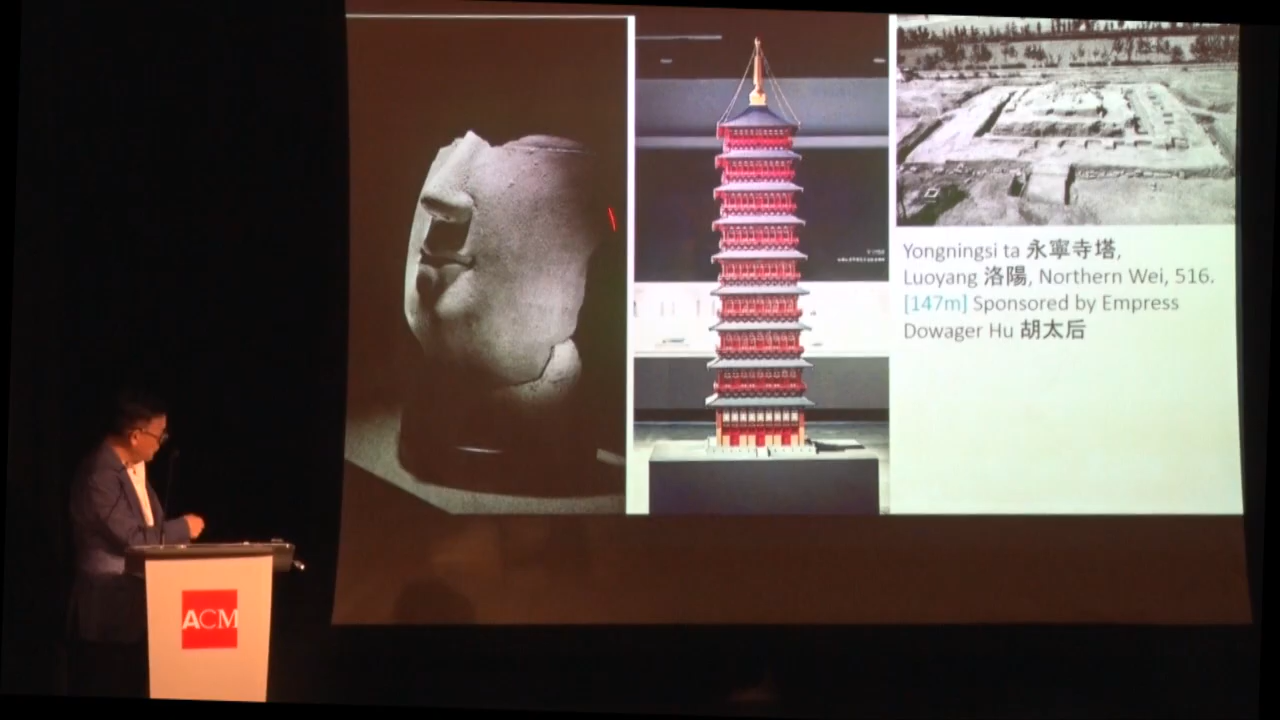 Yongningsi ta 永寧寺塔,
Luoyang 洛陽, Northern Wei, 516.
[147m] Sponsored by Empress
Dowager Hu 胡太后
ACM